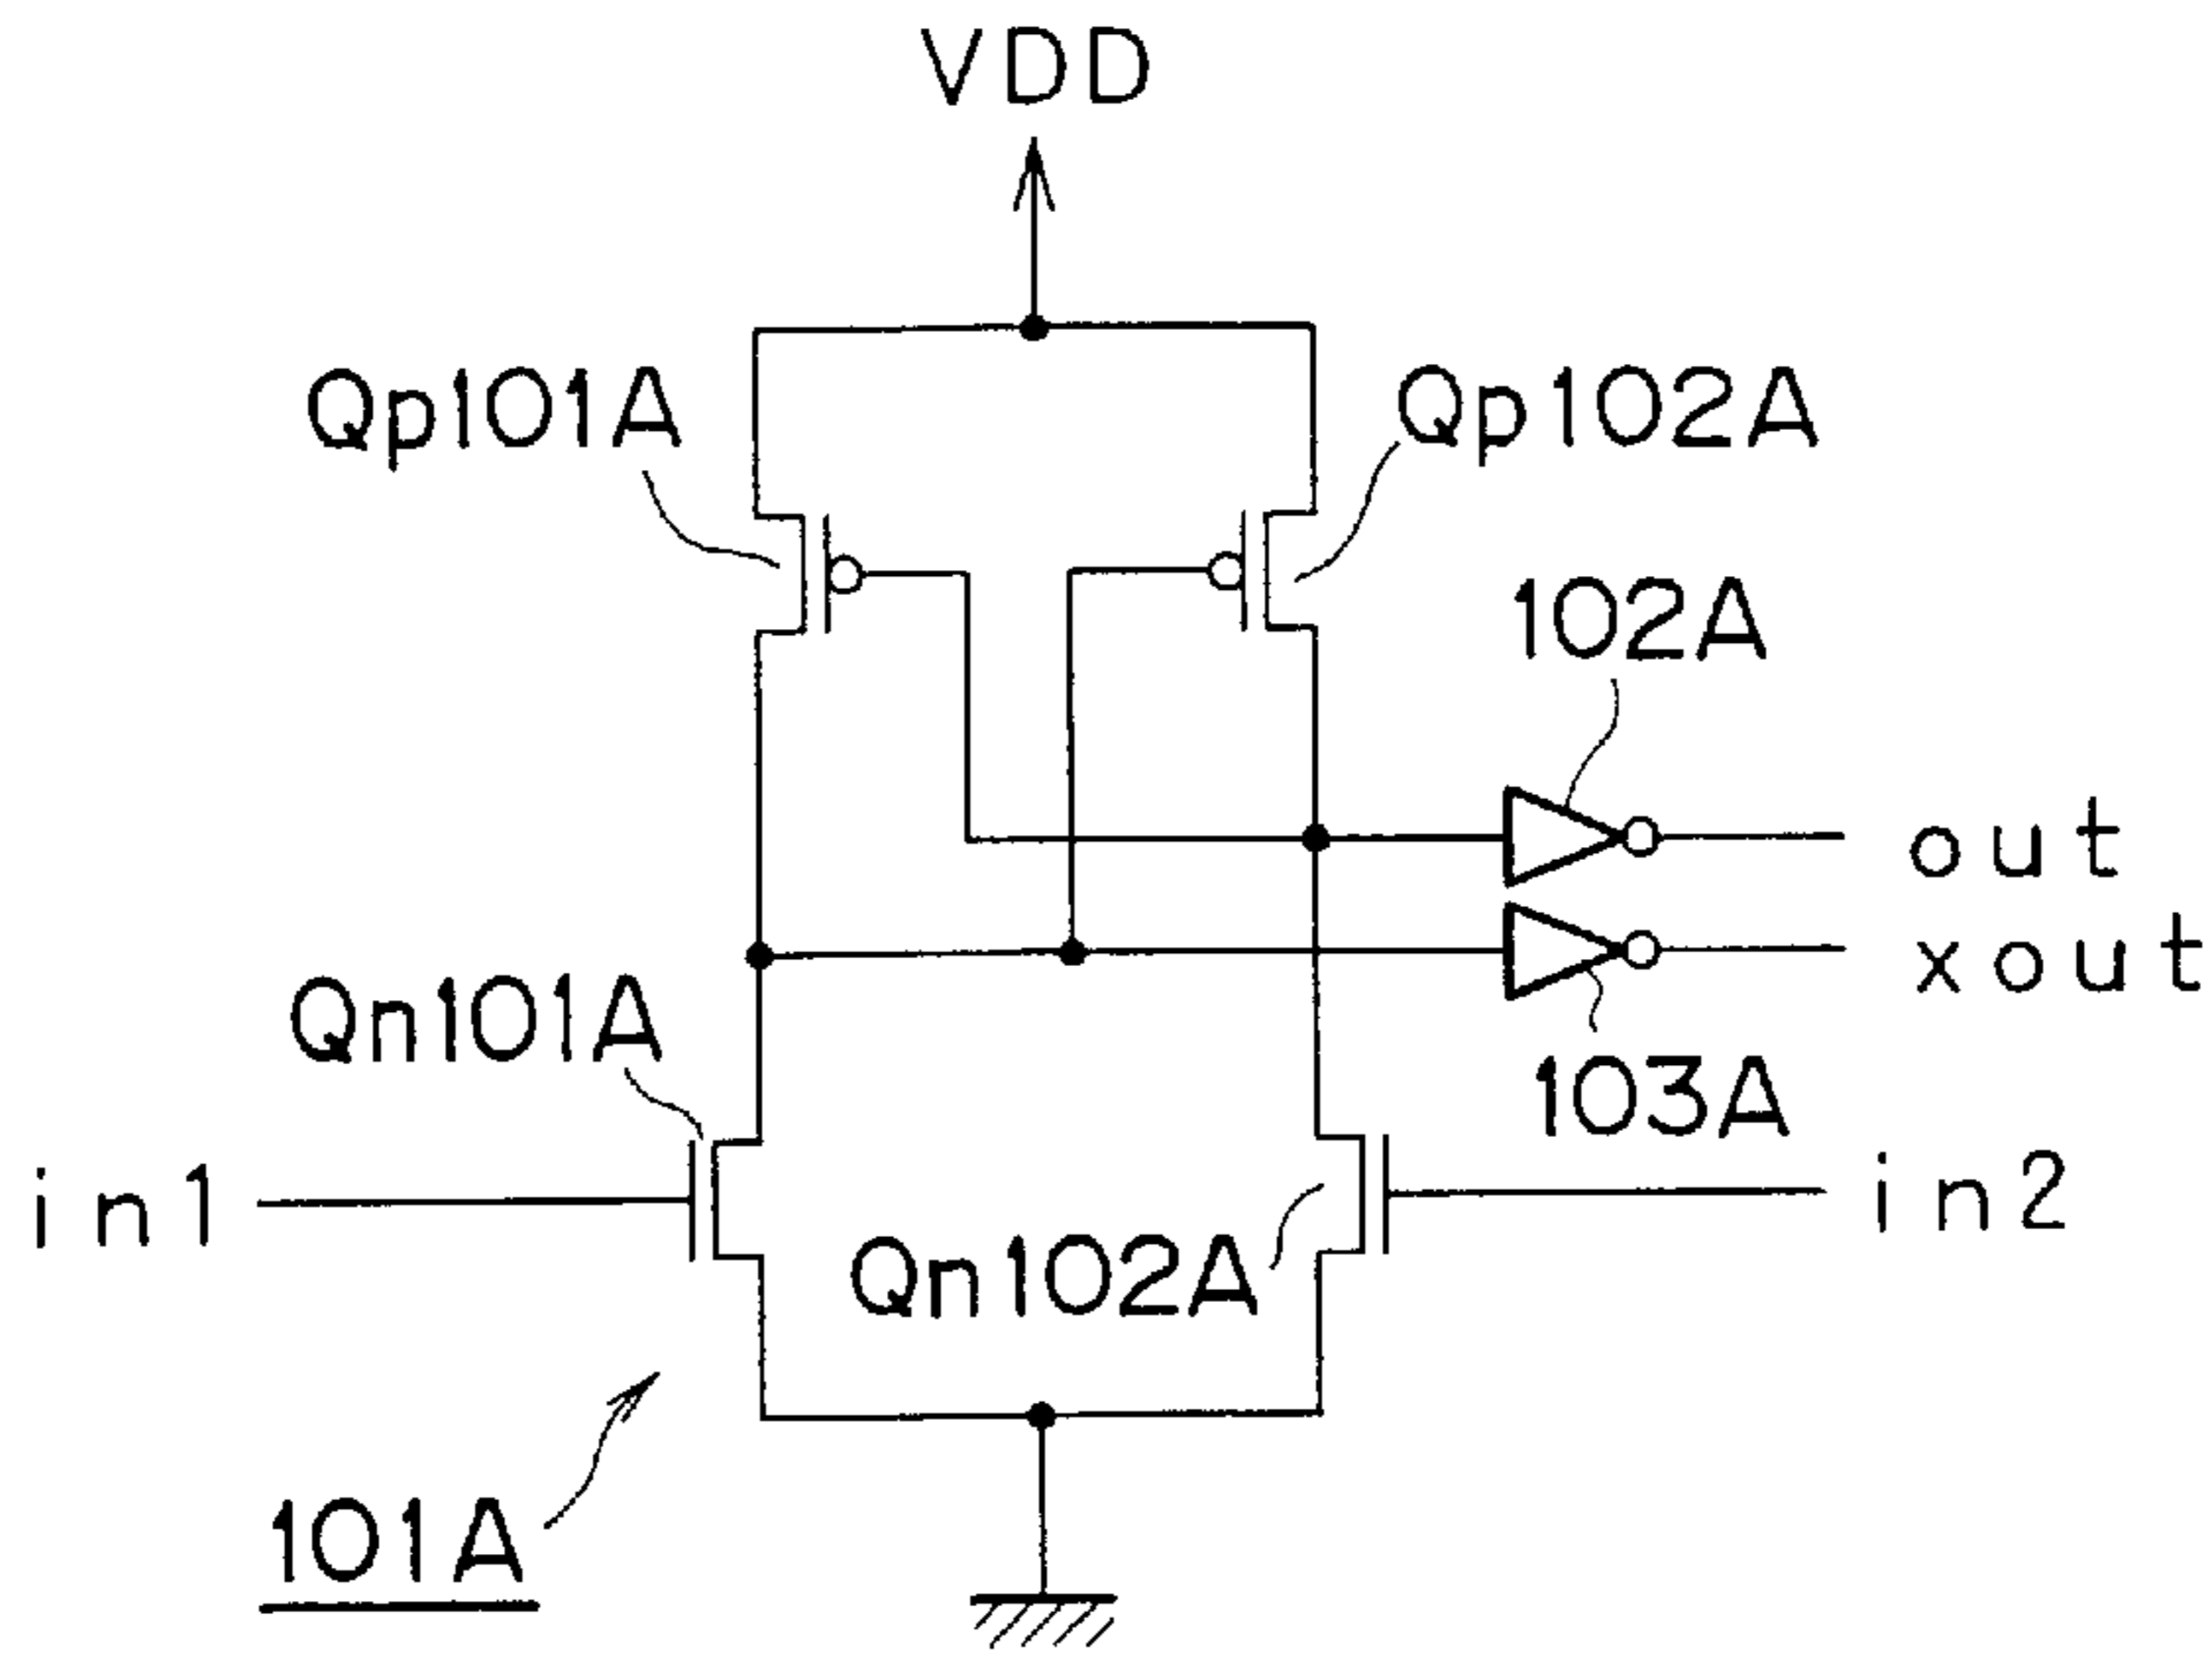 VDD
Qp101A
Qp102A
102A
out
xout
Qn101A
103A
in1
in2
Qn102A
101A